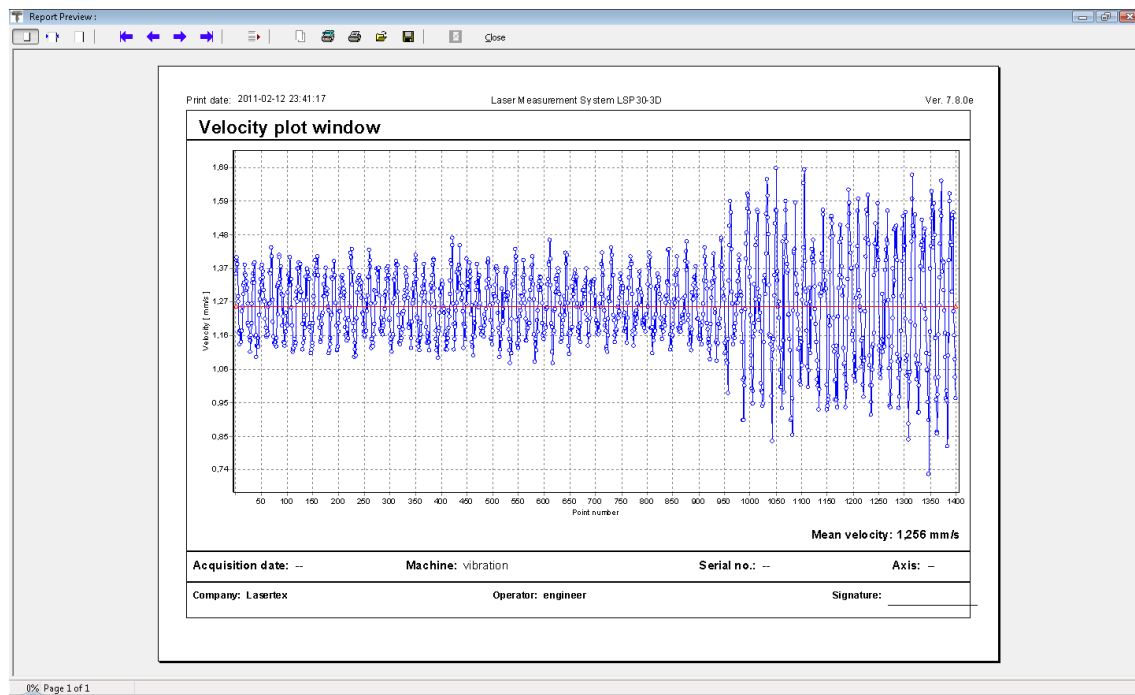 Report Preview :
Close
Print date: 2011-02-12 23:41:17 Laser Measurement System LSP30-3D Ver. 7.8.0e
Velocity plot window
1,69
1,59
1,48
1,37
1,27
1,16
1,06
0,95
0,85
0,74
Velocity [ mm/s ]
50 100 150 200 250 300 350 400 450 500 550 600 650 700 750 800 850 900 950 1000 1050 1100 1150 1200 1250 1300 1350 1400
Point number
Mean velocity: 1,256 mm/s
Acquisition date: -- Machine: vibration Serial no.: -- Axis: --
Company: Lasertex Operator: engineer Signature:
0% Page 1 of 1